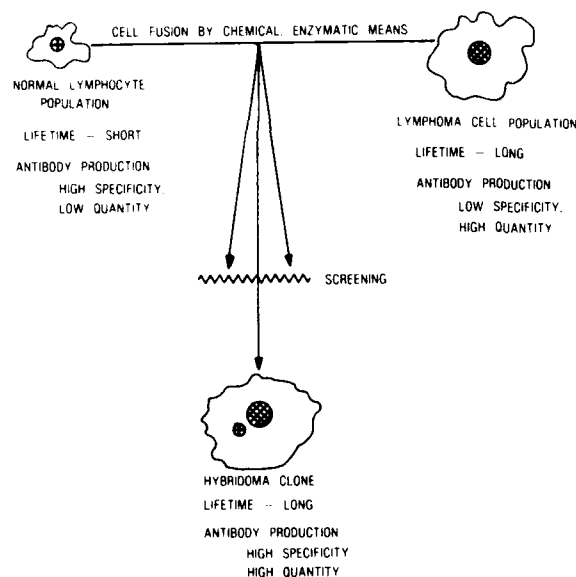 CELL FUSION BY CHEMICAL, ENZYMATIC MEANS
NORMAL LYMPHOCYTE
POPULATION
LIFETIME – SHORT
ANTIBODY PRODUCTION
HIGH SPECIFICITY,
LOW QUANTITY
LYMPHOMA CELL POPULATION
LIFETIME – LONG
ANTIBODY PRODUCTION
LOW SPECIFICITY,
HIGH QUANTITY
SCREENING
HYBRIDOMA CLONE
LIFETIME – LONG
ANTIBODY PRODUCTION
HIGH SPECIFICITY
HIGH QUANTITY